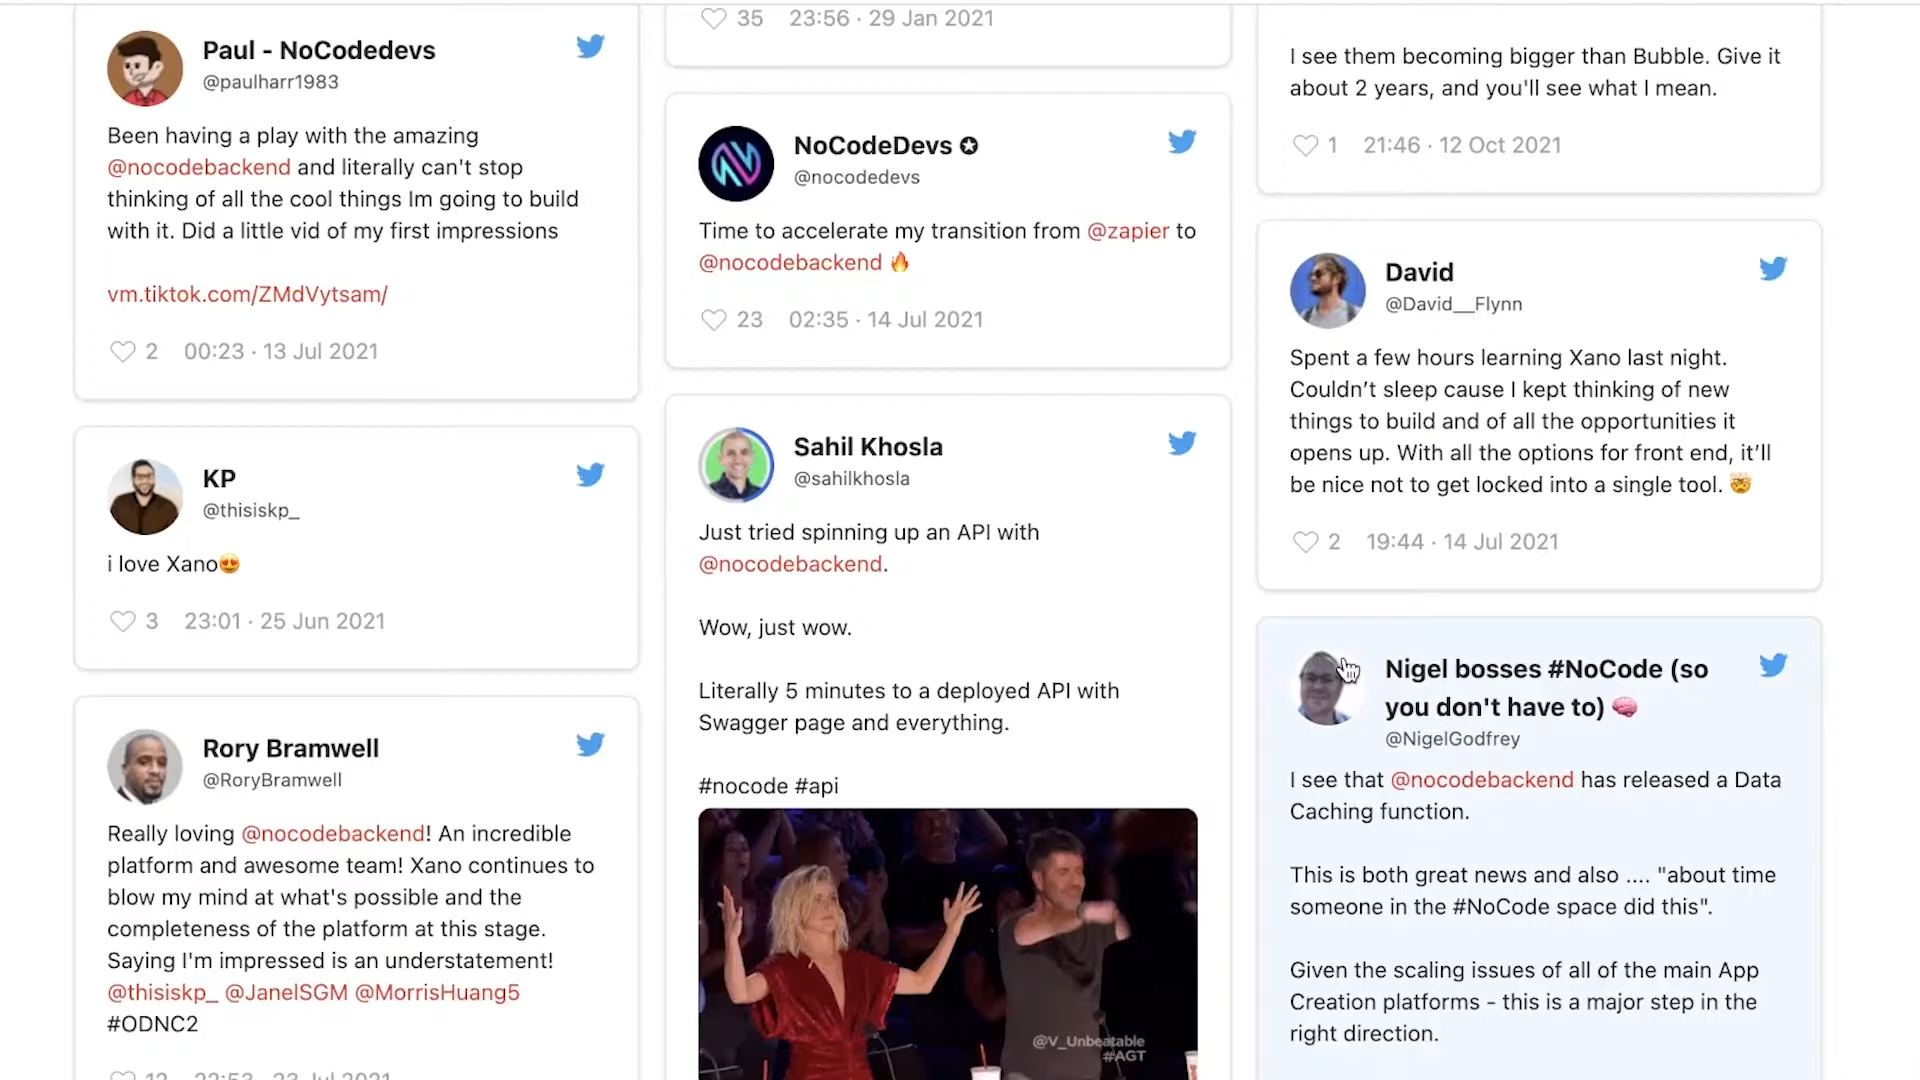 Paul - NoCodedevs
@paulharr1983
Been having a play with the amazing
@nocodebackend and literally can't stop
thinking of all the cool things Im going to build
with it. Did a little vid of my first impressions
vm.tiktok.com/ZMdVytsam/
2 00:23 · 13 Jul 2021
KP
@thisiskp_
i love Xano😍
3 23:01 · 25 Jun 2021
Rory Bramwell
@RoryBramwell
Really loving @nocodebackend! An incredible
platform and awesome team! Xano continues to
blow my mind at what's possible and the
completeness of the platform at this stage.
Saying I'm impressed is an understatement!
@thisiskp_ @JanelSGM @MorrisHuang5
#ODNC2
35 23:56 · 29 Jan 2021
NoCodeDevs ✪
@nocodedevs
Time to accelerate my transition from @zapier to
@nocodebackend 🔥
23 02:35 · 14 Jul 2021
Sahil Khosla
@sahilkhosla
Just tried spinning up an API with
@nocodebackend.
Wow, just wow.
Literally 5 minutes to a deployed API with
Swagger page and everything.
#nocode #api
@V_Unbeatable
#AGT
I see them becoming bigger than Bubble. Give it
about 2 years, and you'll see what I mean.
1 21:46 · 12 Oct 2021
David
@David__Flynn
Spent a few hours learning Xano last night.
Couldn’t sleep cause I kept thinking of new
things to build and of all the opportunities it
opens up. With all the options for front end, it’ll
be nice not to get locked into a single tool. 🤯
2 19:44 · 14 Jul 2021
Nigel bosses #NoCode (so
you don't have to) 🧠
@NigelGodfrey
I see that @nocodebackend has released a Data
Caching function.
This is both great news and also .... "about time
someone in the #NoCode space did this".
Given the scaling issues of all of the main App
Creation platforms - this is a major step in the
right direction.